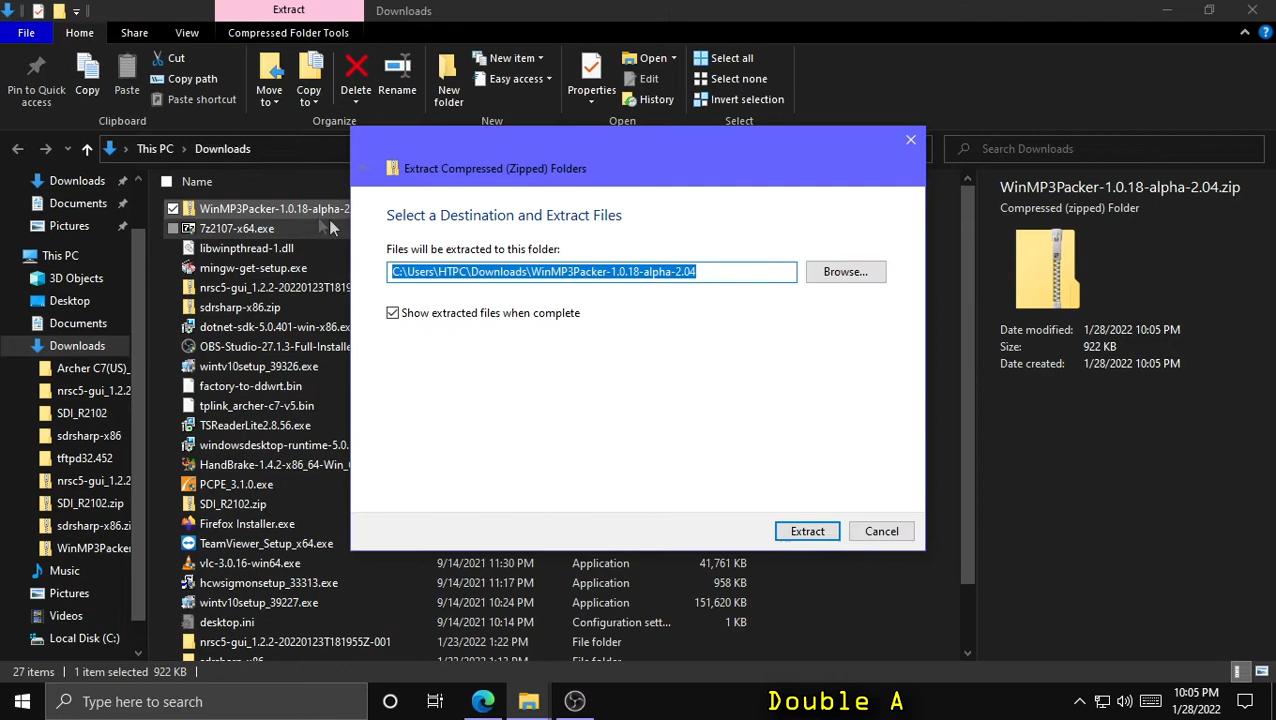 Extract
Downloads
File
Home
Share
View
Compressed Folder Tools
Pin to Quick access
Copy
Paste
Cut
Copy path
Paste shortcut
Clipboard
Move to
Copy to
Delete
Rename
Organize
New folder
New item
Easy access
New
Properties
Open
Edit
History
Open
Select all
Select none
Invert selection
Select
This PC
Downloads
Search Downloads
Downloads
Documents
Pictures
This PC
3D Objects
Desktop
Documents
Downloads
Archer C7(US)_
nrsc5-gui_1.2.2
SDI_R2102
sdrsharp-x86
tftpd32.452
nrsc5-gui_1.2.2
SDI_R2102.zip
sdrsharp-x86.zi
WinMP3Packer
Music
Pictures
Videos
Local Disk (C:)
Name
WinMP3Packer-1.0.18-alpha-2
7z2107-x64.exe
libwinpthread-1.dll
mingw-get-setup.exe
nrsc5-gui_1.2.2-20220123T1819
sdrsharp-x86.zip
dotnet-sdk-5.0.401-win-x86.ex
OBS-Studio-27.1.3-Full-Installe
wintv10setup_39326.exe
factory-to-ddwrt.bin
tplink_archer-c7-v5.bin
TSReaderLite2.8.56.exe
windowsdesktop-runtime-5.0.
HandBrake-1.4.2-x86_64-Win_
PCPE_3.1.0.exe
SDI_R2102.zip
Firefox Installer.exe
TeamViewer_Setup_x64.exe
vlc-3.0.16-win64.exe 9/14/2021 11:30 PM Application 41,761 KB
hcwsigmonsetup_33313.exe 9/14/2021 11:17 PM Application 958 KB
wintv10setup_39227.exe 9/14/2021 10:24 PM Application 151,620 KB
desktop.ini 9/14/2021 10:14 PM Configuration sett... 1 KB
nrsc5-gui_1.2.2-20220123T181955Z-001 1/23/2022 1:22 PM File folder
Extract Compressed (Zipped) Folders
Select a Destination and Extract Files
Files will be extracted to this folder:
C:\Users\HTPC\Downloads\WinMP3Packer-1.0.18-alpha-2.04
Browse...
Show extracted files when complete
Extract
Cancel
WinMP3Packer-1.0.18-alpha-2.04.zip
Compressed (zipped) Folder
Date modified: 1/28/2022 10:05 PM
Size: 922 KB
Date created: 1/28/2022 10:05 PM
27 items
1 item selected 922 KB
Type here to search
Double A
10:05 PM
1/28/2022